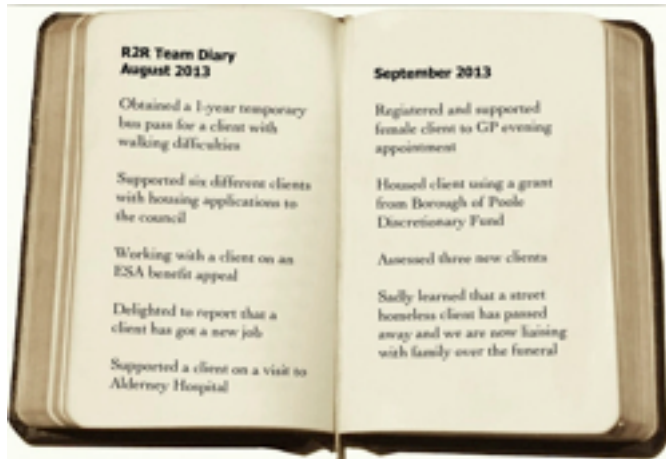 R2R Team Diary
August 2013
Obtained a 1-year temporary
bus pass for a client with
walking difficulties
Supported six different clients
with housing applications to
the council
Working with a client on an
ESA benefit appeal
Delighted to report that a
client has got a new job
Supported a client on a visit to
Alderney Hospital
September 2013
Registered and supported
female client to GP evening
appointment
Housed client using a grant
from Borough of Poole
Discretionary Fund
Assessed three new clients
Sadly learned that a street
homeless client has passed
away and we are now liaising
with family over the funeral